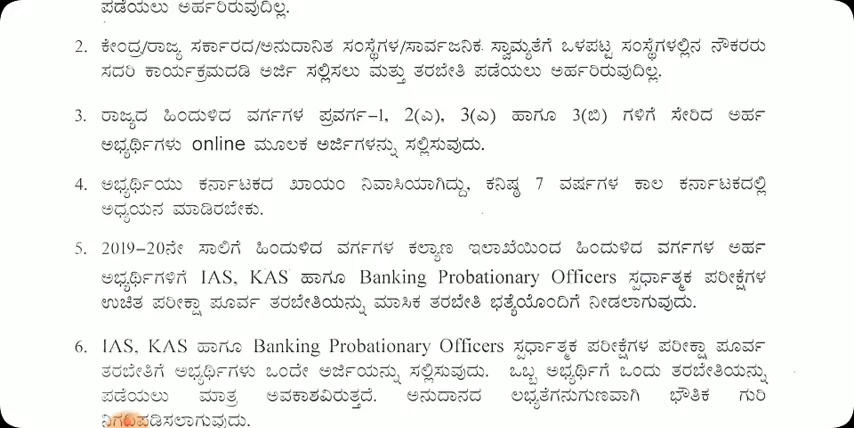 ಪಡೆಯಲು ಅರ್ಹರಿರುವುದಿಲ್ಲ.
2. ಕೇಂದ್ರ/ರಾಜ್ಯ ಸರ್ಕಾರದ/ಅನುದಾನಿತ ಸಂಸ್ಥೆಗಳ/ಸಾರ್ವಜನಿಕ ಸ್ವಾಮ್ಯತೆಗೆ ಒಳಪಟ್ಟ ಸಂಸ್ಥೆಗಳಲ್ಲಿನ ನೌಕರರು
ಸದರಿ ಕಾರ್ಯಕ್ರಮದಡಿ ಅರ್ಜಿ ಸಲ್ಲಿಸಲು ಮತ್ತು ತರಬೇತಿ ಪಡೆಯಲು ಅರ್ಹರಿರುವುದಿಲ್ಲ.
3. ರಾಜ್ಯದ ಹಿಂದುಳಿದ ವರ್ಗಗಳ ಪ್ರವರ್ಗ-1, 2(ಎ), 3(ಎ) ಹಾಗೂ 3(ಬಿ) ಗಳಿಗೆ ಸೇರಿದ ಅರ್ಹ
ಅಭ್ಯರ್ಥಿಗಳು online ಮೂಲಕ ಅರ್ಜಿಗಳನ್ನು ಸಲ್ಲಿಸುವುದು.
4. ಅಭ್ಯರ್ಥಿಯು ಕರ್ನಾಟಕದ ಖಾಯಂ ನಿವಾಸಿಯಾಗಿದ್ದು, ಕನಿಷ್ಠ 7 ವರ್ಷಗಳ ಕಾಲ ಕರ್ನಾಟಕದಲ್ಲಿ
ಅಧ್ಯಯನ ಮಾಡಿರಬೇಕು.
5. 2019-20ನೇ ಸಾಲಿಗೆ ಹಿಂದುಳಿದ ವರ್ಗಗಳ ಕಲ್ಯಾಣ ಇಲಾಖೆಯಿಂದ ಹಿಂದುಳಿದ ವರ್ಗಗಳ ಅರ್ಹ
ಅಭ್ಯರ್ಥಿಗಳಿಗೆ IAS, KAS ಹಾಗೂ Banking Probationary Officers ಸ್ಪರ್ಧಾತ್ಮಕ ಪರೀಕ್ಷೆಗಳ
ಉಚಿತ ಪರೀಕ್ಷಾ ಪೂರ್ವ ತರಬೇತಿಯನ್ನು ಮಾಸಿಕ ತರಬೇತಿ ಭತ್ಯೆಯೊಂದಿಗೆ ನೀಡಲಾಗುವುದು.
6. IAS, KAS ಹಾಗೂ Banking Probationary Officers ಸ್ಪರ್ಧಾತ್ಮಕ ಪರೀಕ್ಷೆಗಳ ಪರೀಕ್ಷಾ ಪೂರ್ವ
ತರಬೇತಿಗೆ ಅಭ್ಯರ್ಥಿಗಳು ಒಂದೇ ಅರ್ಜಿಯನ್ನು ಸಲ್ಲಿಸುವುದು. ಒಬ್ಬ ಅಭ್ಯರ್ಥಿಗೆ ಒಂದು ತರಬೇತಿಯನ್ನು
ಪಡೆಯಲು ಮಾತ್ರ ಅವಕಾಶವಿರುತ್ತದೆ. ಅನುದಾನದ ಲಭ್ಯತೆಗನುಗುಣವಾಗಿ ಭೌತಿಕ ಗುರಿ
ನಿಗದಿಪಡಿಸಲಾಗುವುದು.